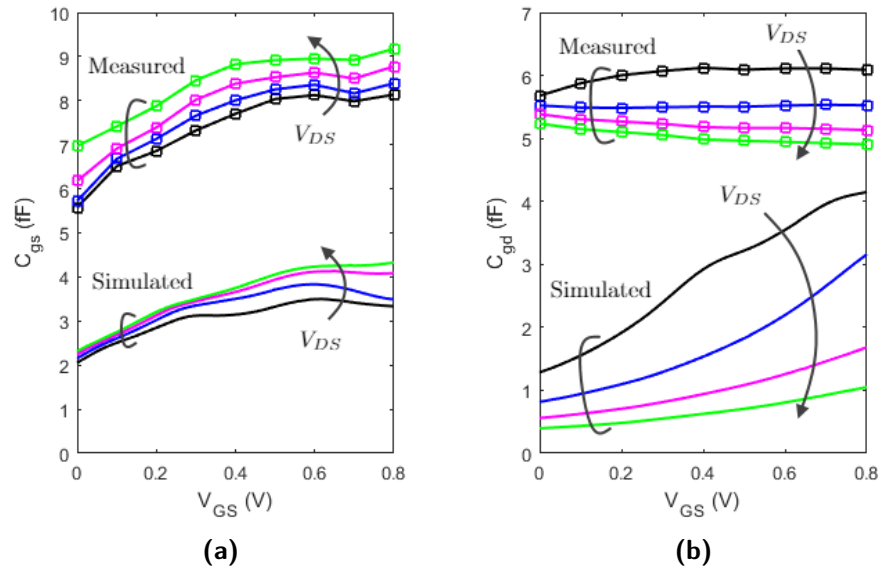 10
9
8
7
6
5
4
3
2
1
0
C_gs (fF)
Measured
V_DS
Simulated
V_DS
0 0.2 0.4 0.6 0.8
V_GS (V)
(a)
7
6
5
4
3
2
1
0
C_gd (fF)
Measured
V_DS
V_DS
Simulated
0 0.2 0.4 0.6 0.8
V_GS (V)
(b)